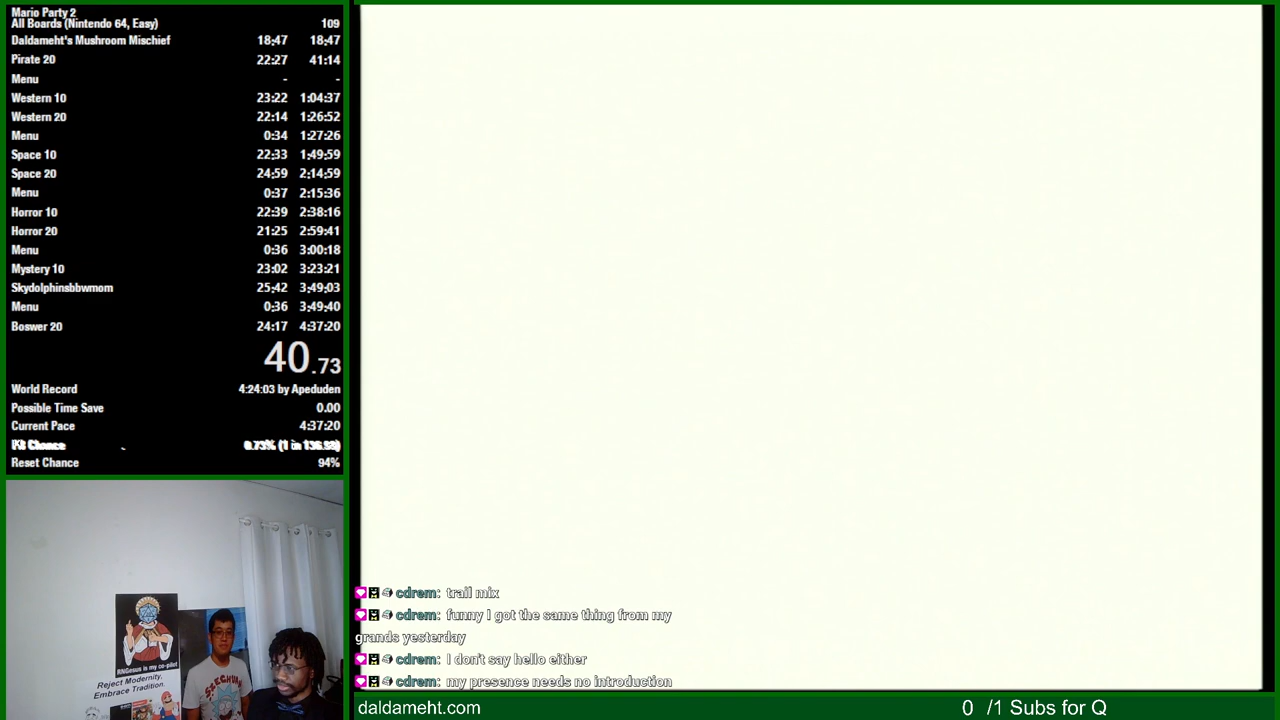 Mario Party 2
All Boards (Nintendo 64, Easy) 109
Daldameht's Mushroom Mischief 18:47 18:47
Pirate 20 22:27 41:14
Menu - -
Western 10 23:22 1:04:37
Western 20 22:14 1:26:52
Menu 0:34 1:27:26
Space 10 22:33 1:49:59
Space 20 24:59 2:14:59
Menu 0:37 2:15:36
Horror 10 22:39 2:38:16
Horror 20 21:25 2:59:41
Menu 0:36 3:00:18
Mystery 10 23:02 3:23:21
Skydolphinsbbwmom 25:42 3:49:03
Menu 0:36 3:49:40
Boswer 20 24:17 4:37:20
40.73
World Record 4:24:03 by Apeduden
Possible Time Save 0.00
Current Pace 4:37:20
Chance 0.73% (1 in
Reset Chance 94%
RNGesus is my co-pilot
Reject Modernity.
Embrace Tradition.
SZECHUAN
cdrem: trail mix
cdrem: funny I got the same thing from my
grands yesterday
cdrem: I don't say hello either
cdrem: my presence needs no introduction
daldameht.com 0 /1 Subs for Q